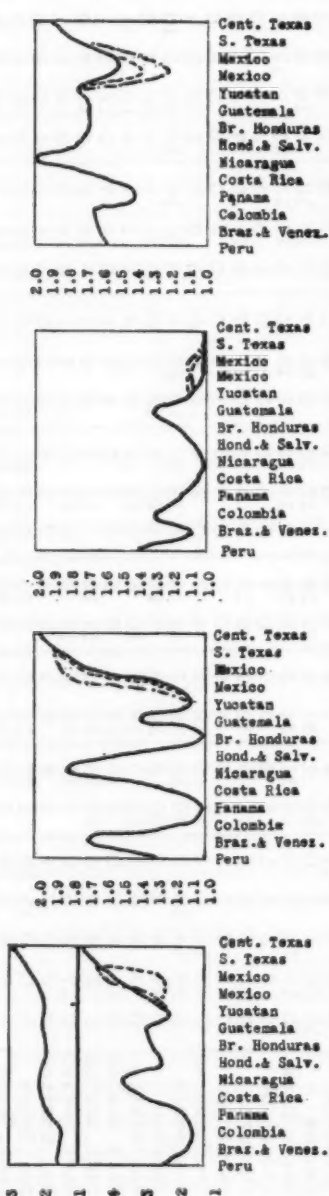 Cent. Texas
S. Texas
Mexico
Mexico
Yucatan
Guatemala
Br. Honduras
Hond.& Salv.
Nicaragua
Costa Rica
Panama
Colombia
Braz.& Venez.
Peru
2.0
1.9
1.8
1.7
1.6
1.5
1.4
1.3
1.2
1.1
1.0
Cent. Texas
S. Texas
Mexico
Mexico
Yucatan
Guatemala
Br. Honduras
Hond.& Salv.
Nicaragua
Costa Rica
Panama
Colombia
Braz.& Venez.
Peru
2.0
1.9
1.8
1.7
1.6
1.5
1.4
1.3
1.2
1.1
1.0
Cent. Texas
S. Texas
Mexico
Mexico
Yucatan
Guatemala
Br. Honduras
Hond.& Salv.
Nicaragua
Costa Rica
Panama
Colombia
Braz.& Venez.
Peru
2.0
1.9
1.8
1.7
1.6
1.5
1.4
1.3
1.2
1.1
1.0
Cent. Texas
S. Texas
Mexico
Mexico
Yucatan
Guatemala
Br. Honduras
Hond.& Salv.
Nicaragua
Costa Rica
Panama
Colombia
Braz.& Venez.
Peru
2
1
1